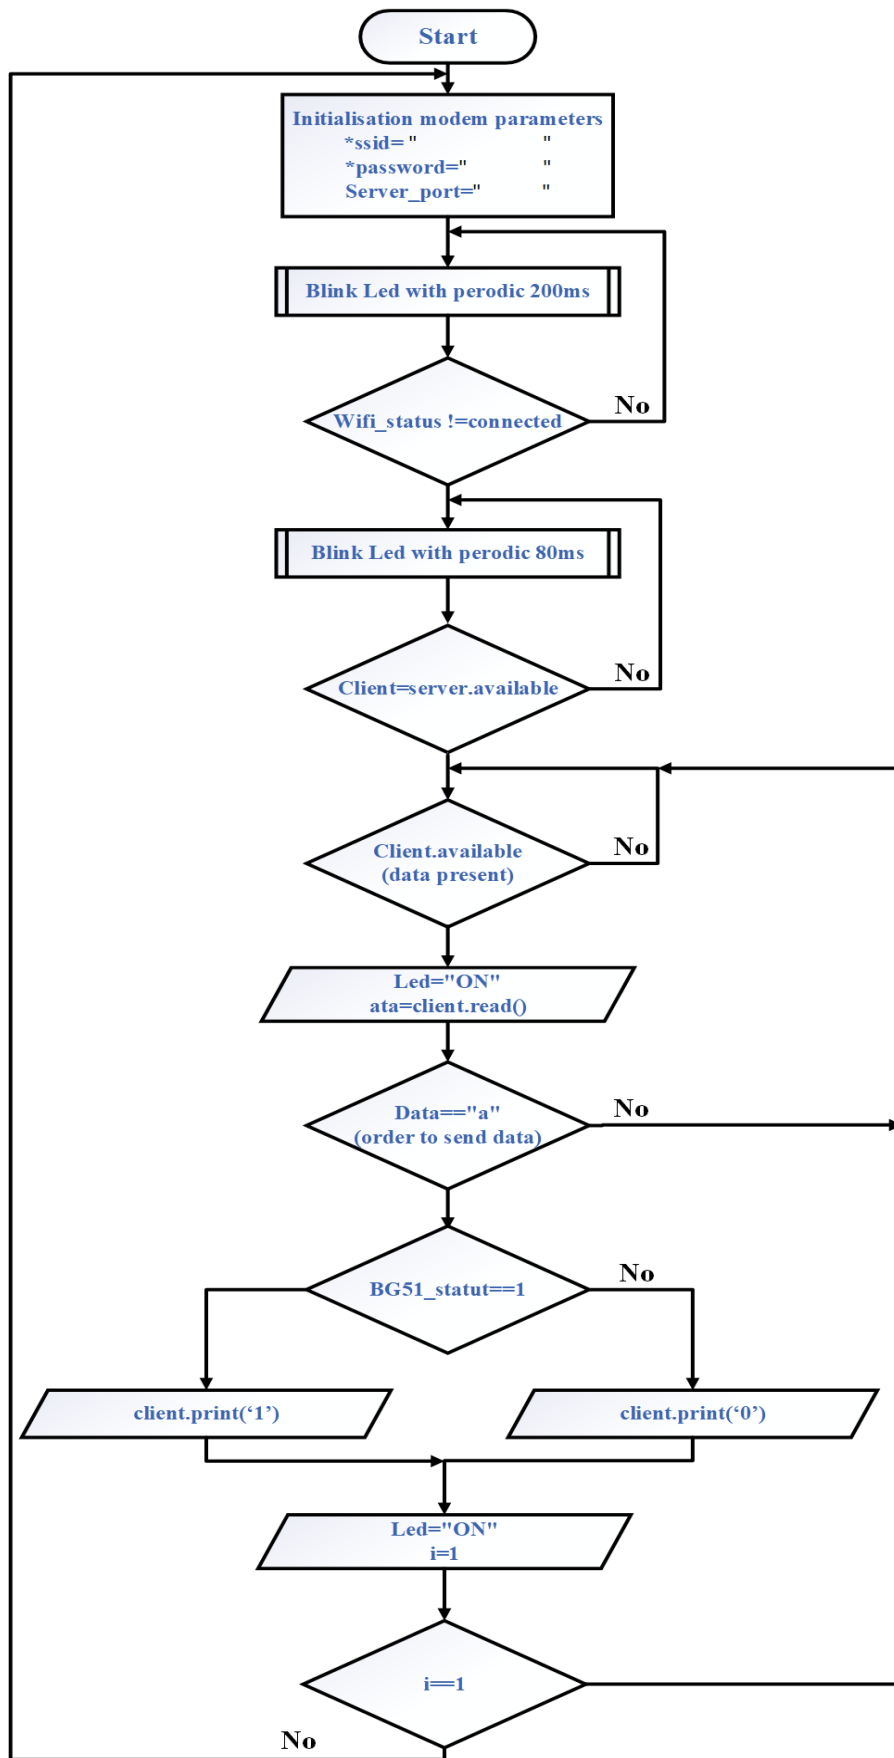 Start
Initialisation modem parameters
*ssid= " "
*password=" "
Server_port=" "
Blink Led with perodic 200ms
Wifi_status !=connected
No
Blink Led with perodic 80ms
Client=server.available
No
Client.available
(data present)
No
Led="ON"
ata=client.read()
Data=="a"
(order to send data)
No
BG51_statut==1
No
client.print(‘1’)
client.print(‘0’)
Led="ON"
i=1
i==1
No